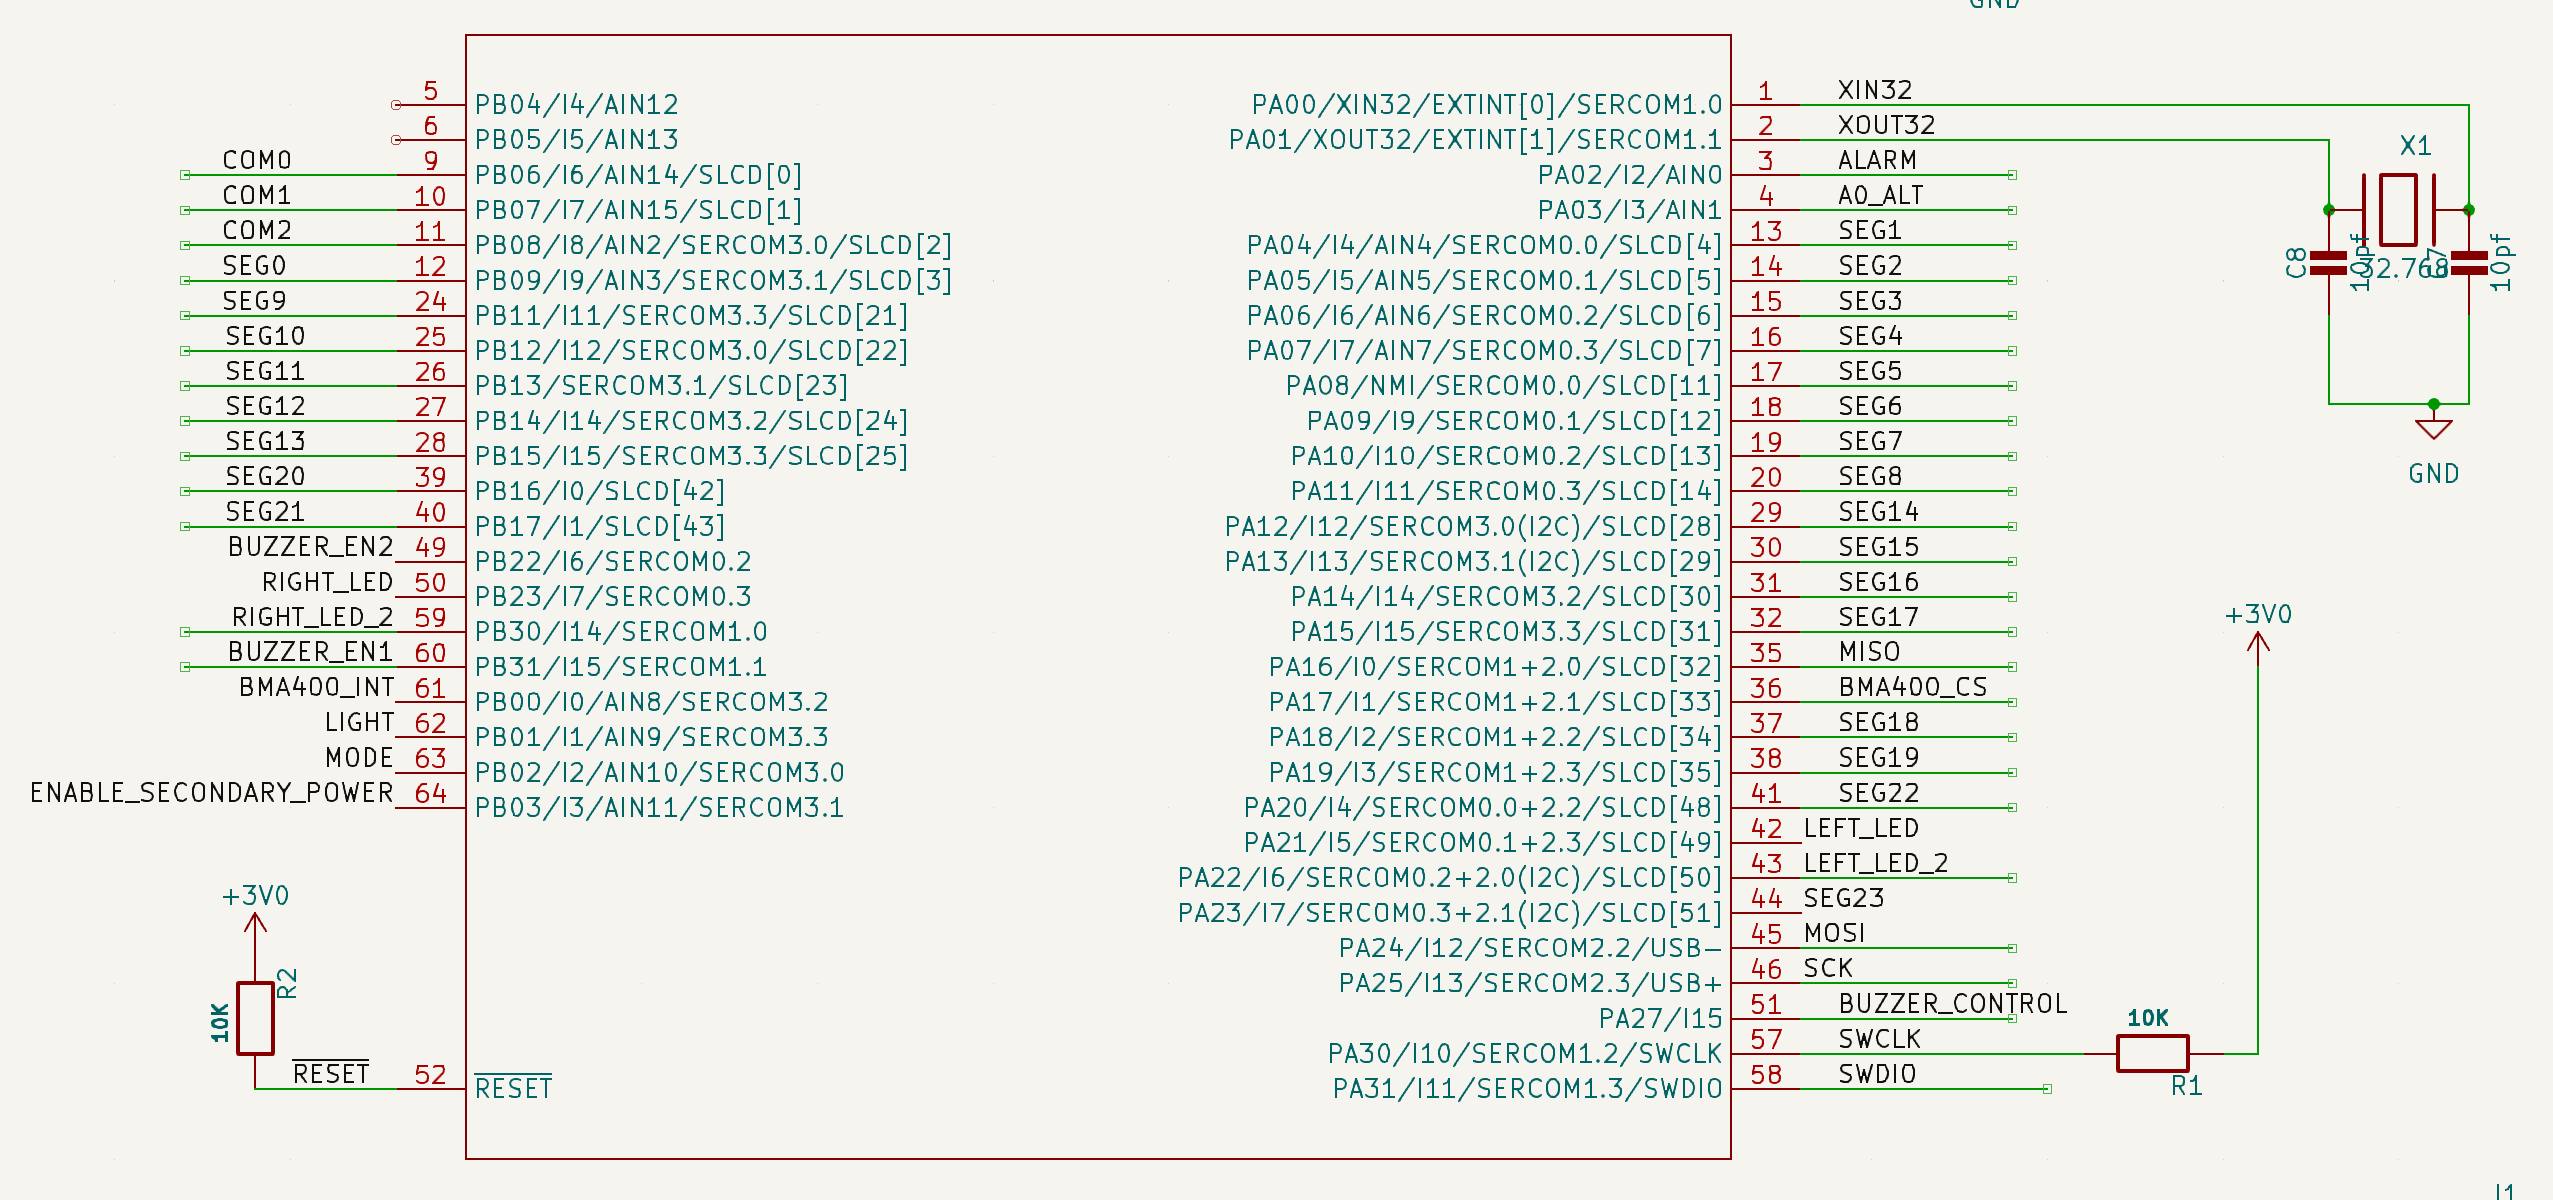 GND
5 PB04/I4/AIN12
6 PB05/I5/AIN13
COM0 9 PB06/I6/AIN14/SLCD[0]
COM1 10 PB07/I7/AIN15/SLCD[1]
COM2 11 PB08/I8/AIN2/SERCOM3.0/SLCD[2]
SEG0 12 PB09/I9/AIN3/SERCOM3.1/SLCD[3]
SEG9 24 PB11/I11/SERCOM3.3/SLCD[21]
SEG10 25 PB12/I12/SERCOM3.0/SLCD[22]
SEG11 26 PB13/SERCOM3.1/SLCD[23]
SEG12 27 PB14/I14/SERCOM3.2/SLCD[24]
SEG13 28 PB15/I15/SERCOM3.3/SLCD[25]
SEG20 39 PB16/I0/SLCD[42]
SEG21 40 PB17/I1/SLCD[43]
BUZZER_EN2 49 PB22/I6/SERCOM0.2
RIGHT_LED 50 PB23/I7/SERCOM0.3
RIGHT_LED_2 59 PB30/I14/SERCOM1.0
BUZZER_EN1 60 PB31/I15/SERCOM1.1
BMA400_INT 61 PB00/I0/AIN8/SERCOM3.2
LIGHT 62 PB01/I1/AIN9/SERCOM3.3
MODE 63 PB02/I2/AIN10/SERCOM3.0
ENABLE_SECONDARY_POWER 64 PB03/I3/AIN11/SERCOM3.1
+3V0
R2
10K
RESET 52 RESET
PA00/XIN32/EXTINT[0]/SERCOM1.0 1 XIN32
PA01/XOUT32/EXTINT[1]/SERCOM1.1 2 XOUT32
PA02/I2/AIN0 3 ALARM
PA03/I3/AIN1 4 A0_ALT
PA04/I4/AIN4/SERCOM0.0/SLCD[4] 13 SEG1
PA05/I5/AIN5/SERCOM0.1/SLCD[5] 14 SEG2
PA06/I6/AIN6/SERCOM0.2/SLCD[6] 15 SEG3
PA07/I7/AIN7/SERCOM0.3/SLCD[7] 16 SEG4
PA08/NMI/SERCOM0.0/SLCD[11] 17 SEG5
PA09/I9/SERCOM0.1/SLCD[12] 18 SEG6
PA10/I10/SERCOM0.2/SLCD[13] 19 SEG7
PA11/I11/SERCOM0.3/SLCD[14] 20 SEG8
PA12/I12/SERCOM3.0(I2C)/SLCD[28] 29 SEG14
PA13/I13/SERCOM3.1(I2C)/SLCD[29] 30 SEG15
PA14/I14/SERCOM3.2/SLCD[30] 31 SEG16
PA15/I15/SERCOM3.3/SLCD[31] 32 SEG17
PA16/I0/SERCOM1+2.0/SLCD[32] 35 MISO
PA17/I1/SERCOM1+2.1/SLCD[33] 36 BMA400_CS
PA18/I2/SERCOM1+2.2/SLCD[34] 37 SEG18
PA19/I3/SERCOM1+2.3/SLCD[35] 38 SEG19
PA20/I4/SERCOM0.0+2.2/SLCD[48] 41 SEG22
PA21/I5/SERCOM0.1+2.3/SLCD[49] 42 LEFT_LED
PA22/I6/SERCOM0.2+2.0(I2C)/SLCD[50] 43 LEFT_LED_2
PA23/I7/SERCOM0.3+2.1(I2C)/SLCD[51] 44 SEG23
PA24/I12/SERCOM2.2/USB- 45 MOSI
PA25/I13/SERCOM2.3/USB+ 46 SCK
PA27/I15 51 BUZZER_CONTROL
PA30/I10/SERCOM1.2/SWCLK 57 SWCLK
PA31/I11/SERCOM1.3/SWDIO 58 SWDIO
X1
C8
10pf
32.768
C7
10pf
GND
+3V0
10K
R1